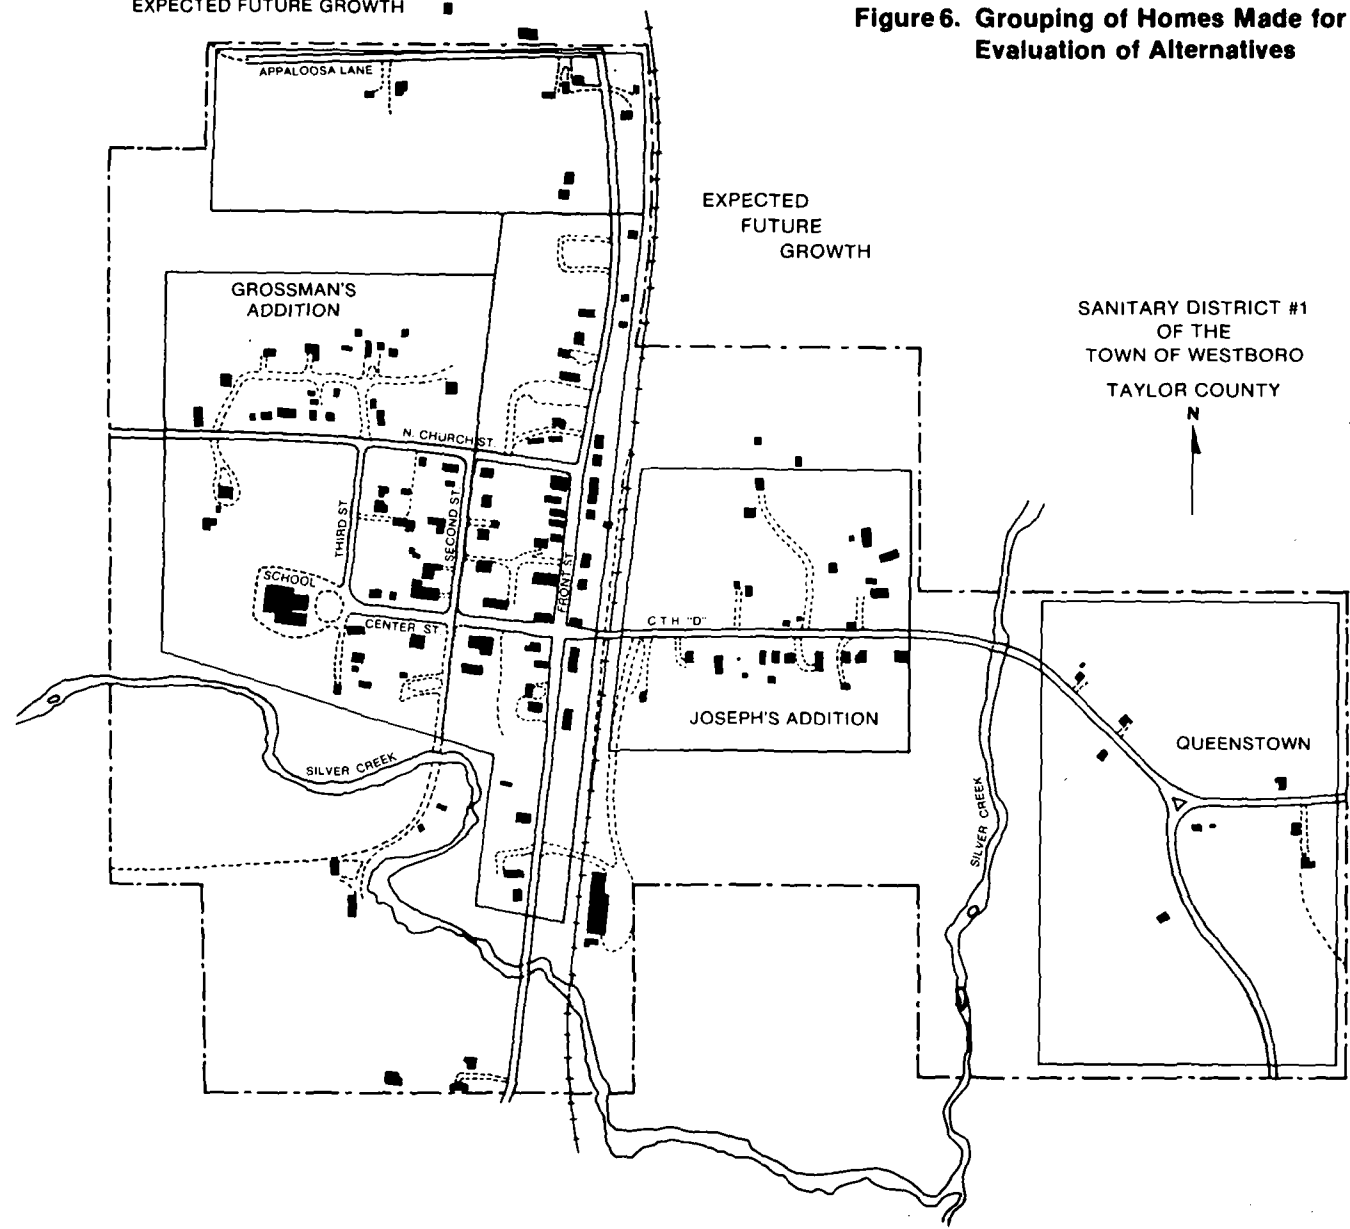 EXPECTED FUTURE GROWTH
Figure 6. Grouping of Homes Made for
Evaluation of Alternatives
APPALOOSA LANE
EXPECTED
FUTURE
GROWTH
GROSSMAN'S
ADDITION
SANITARY DISTRICT #1
OF THE
TOWN OF WESTBORO
TAYLOR COUNTY
N
N. CHURCH ST.
THIRD ST
SECOND ST
FRONT ST
SCHOOL
CENTER ST
C T H "D"
JOSEPH'S ADDITION
QUEENSTOWN
SILVER CREEK
SILVER CREEK